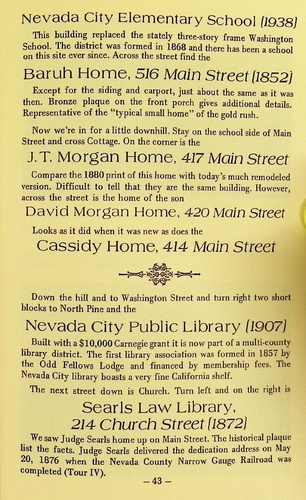 Nevada City Elementary School (1938)
This building replaced the stately three-story frame Washington
School. The district was formed in 1868 and there has been a school
on this site ever since. Across the street find the
Baruh Home, 516 Main Street (1852)
Except for the siding and carport, just about the same as it was
then. Bronze plaque on the front porch gives additional details.
Representative of the "typical small home" of the gold rush.
Now we're in for a little downhill. Stay on the school side of Main
Street and cross Cottage. On the corner is the
J.T. Morgan Home, 417 Main Street
Compare the 1880 print of this home with today's much remodeled
version. Difficult to tell that they are the same building. However,
across the street is the home of the son
David Morgan Home, 420 Main Street
Looks as it did when it was new as does the
Cassidy Home, 414 Main Street
Down the hill and to Washington Street and turn right two short
blocks to North Pine and the
Nevada City Public Library (1907)
Built with a $10,000 Carnegie grant it is now part of a multi-county
library district. The first library association was formed in 1857 by
the Odd Fellows Lodge and financed by membership fees. The
Nevada City library boasts a very fine California shelf.
The next street down is Church. Turn left and on the right is
Searls Law Library,
214 Church Street (1872)
We saw Judge Searls home up on Main Street. The historical plaque
list the facts. Judge Searls delivered the dedication address on May
20, 1876 when the Nevada County Narrow Gauge Railroad was
completed (Tour IV).
– 43 –